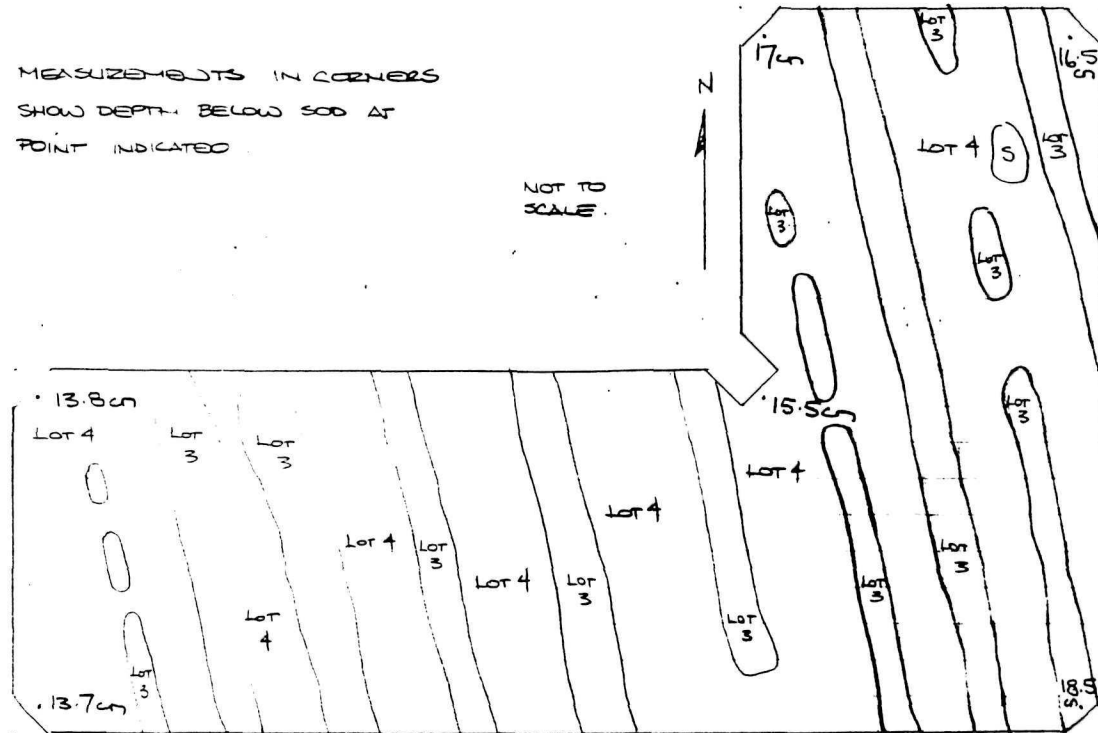 MEASUREMENTS IN CORNERS
SHOW DEPTH BELOW SOD AT
POINT INDICATED
NOT TO
SCALE.
N
17cm
LOT
3
16.5
LOT 4
S
LOT
3
LOT
3
LOT
3
15.5cm
LOT
3
13.8cm
LOT 4
LOT
3
LOT
3
LOT 4
LOT 4
LOT 4
LOT
3
LOT 4
LOT
3
LOT
3
LOT
3
LOT
4
LOT
3
LOT
3
13.7cm
18.5